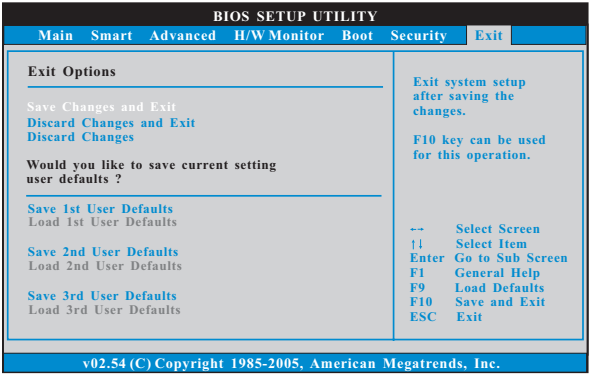 BIOS SETUP UTILITY
Main Smart Advanced H/W Monitor Boot Security Exit
Exit Options
Save Changes and Exit
Discard Changes and Exit
Discard Changes
Would you like to save current setting
user defaults ?
Save 1st User Defaults
Load 1st User Defaults
Save 2nd User Defaults
Load 2nd User Defaults
Save 3rd User Defaults
Load 3rd User Defaults
Exit system setup
after saving the
changes.
F10 key can be used
for this operation.
←→ Select Screen
↑↓ Select Item
Enter Go to Sub Screen
F1 General Help
F9 Load Defaults
F10 Save and Exit
ESC Exit
v02.54 (C) Copyright 1985-2005, American Megatrends, Inc.